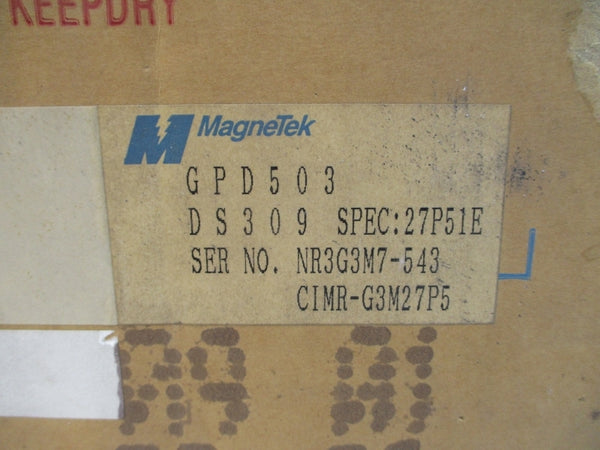 KEEPDRY
MagneTek
GPD503
DS309 SPEC:27P51E
SER NO. NR3G3M7-543
CIMR-G3M27P5